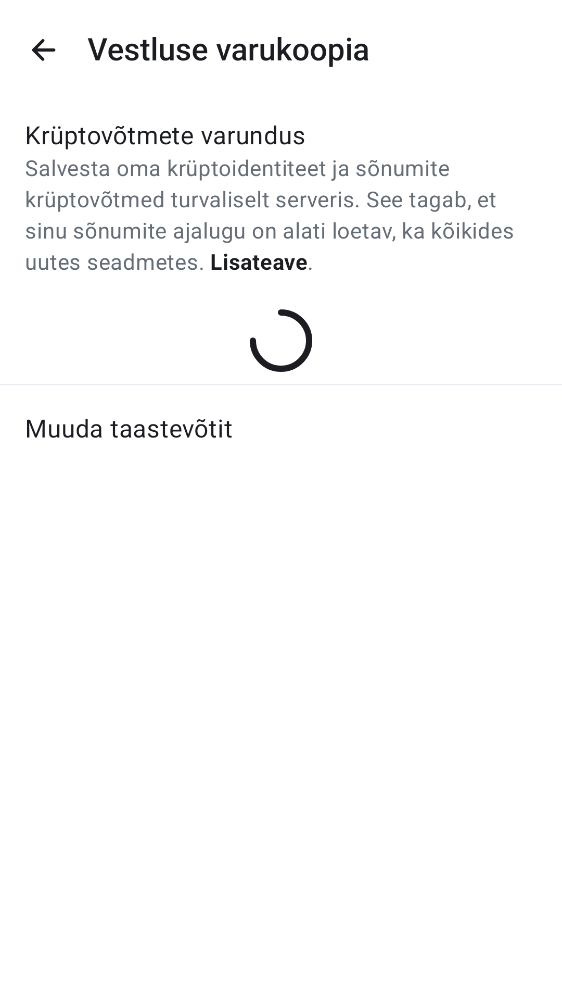 Vestluse varukoopia
Krüptovõtmete varundus
Salvesta oma krüptoidentiteet ja sõnumite
krüptovõtmed turvaliselt serveris. See tagab, et
sinu sõnumite ajalugu on alati loetav, ka kõikides
uutes seadmetes. Lisateave.
Muuda taastevõtit